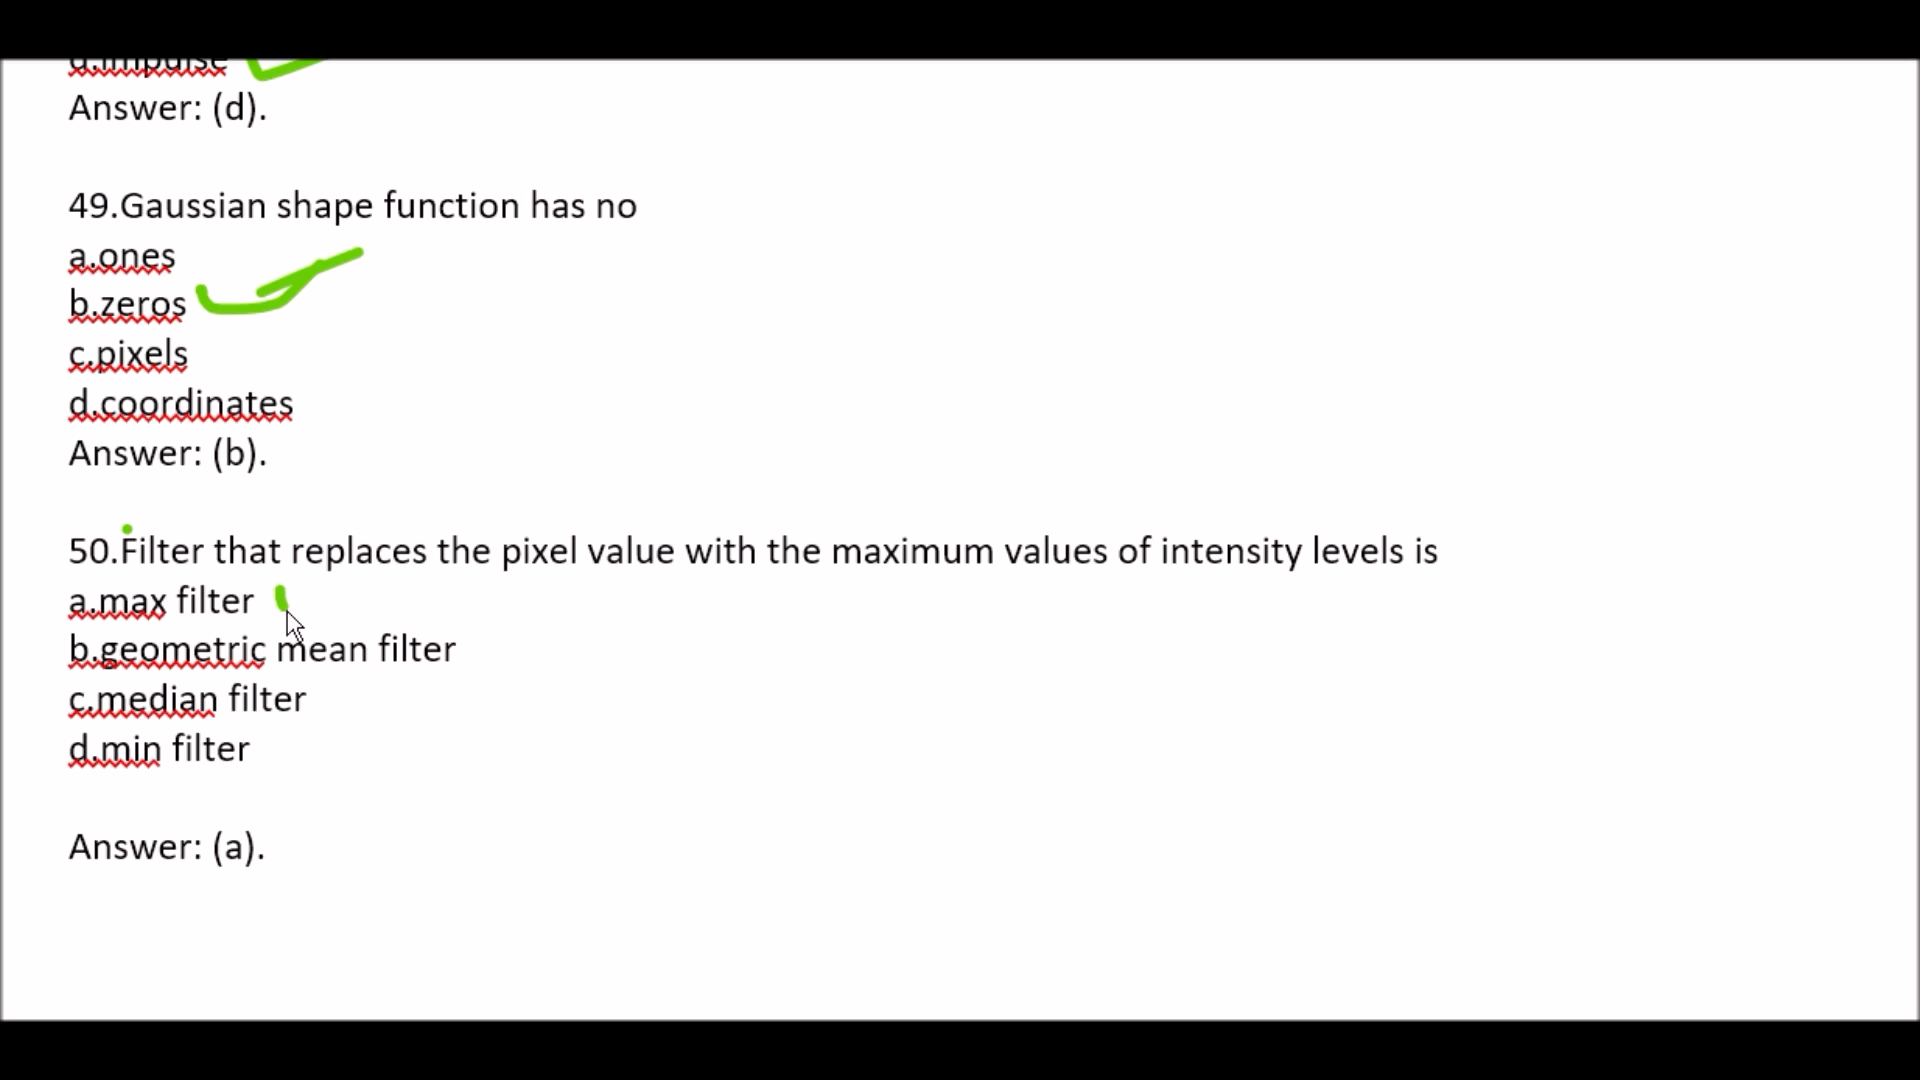 d.impulse
Answer: (d).
49.Gaussian shape function has no
a.ones
b.zeros
c.pixels
d.coordinates
Answer: (b).
50.Filter that replaces the pixel value with the maximum values of intensity levels is
a.max filter
b.geometric mean filter
c.median filter
d.min filter
Answer: (a).